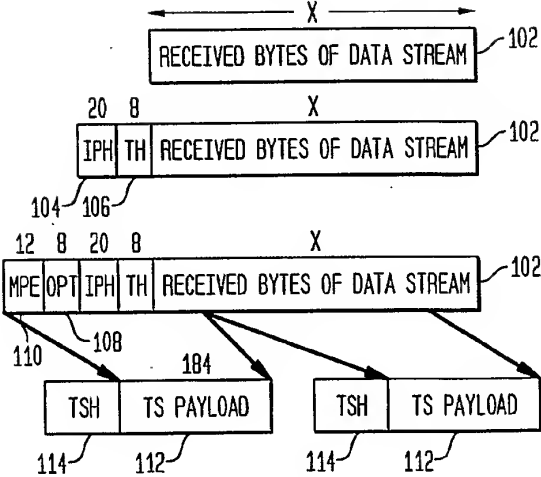 X
RECEIVED BYTES OF DATA STREAM 102
20 8 X
IPH TH RECEIVED BYTES OF DATA STREAM 102
104 106
12 8 20 8 X
MPE OPT IPH TH RECEIVED BYTES OF DATA STREAM 102
110 108
184
TSH TS PAYLOAD TSH TS PAYLOAD
114 112 114 112